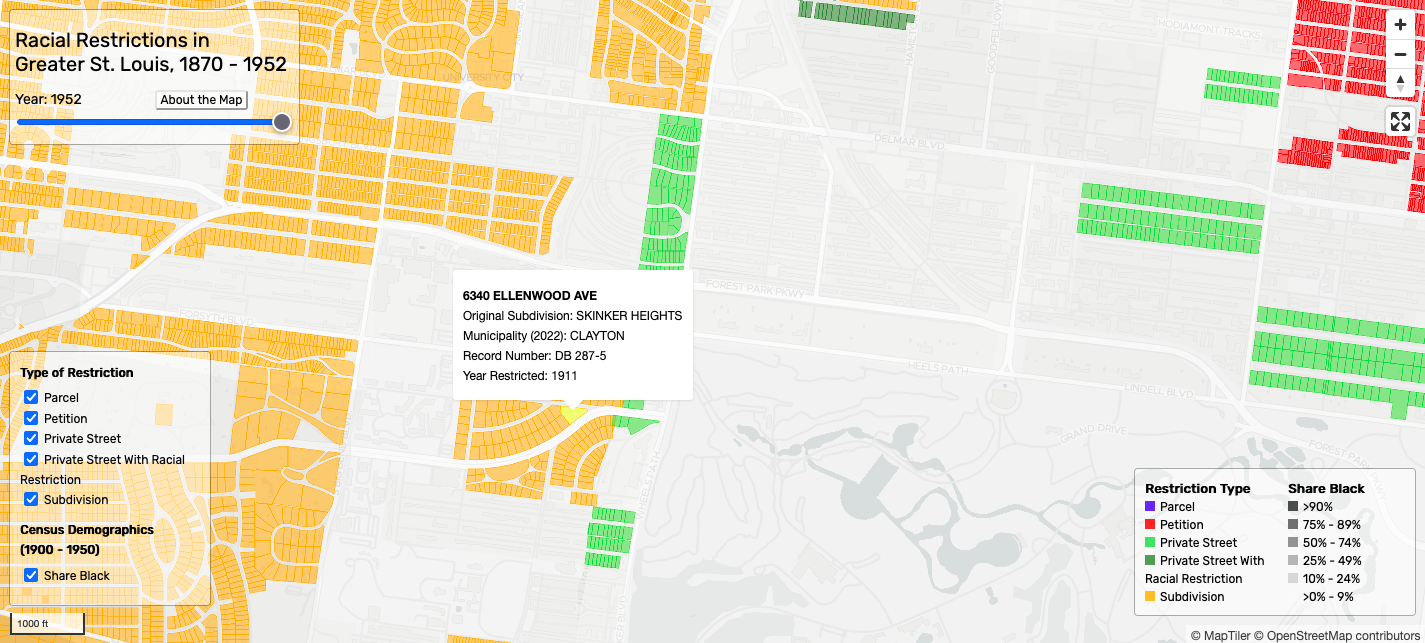 Racial Restrictions in
Greater St. Louis, 1870 - 1952
Year: 1952
About the Map
UNIVERSITY CITY
HODIAMONT TRACKS
DELMAR BLVD
FOREST PARK PKWY
FORSYTH BLVD
HEELS PATH
LINDELL BLVD
GRAND DRIVE
HEELS PATH
6340 ELLENWOOD AVE
Original Subdivision: SKINKER HEIGHTS
Municipality (2022): CLAYTON
Record Number: DB 287-5
Year Restricted: 1911
Type of Restriction
Parcel
Petition
Private Street
Private Street With Racial
Restriction
Subdivision
Census Demographics
(1900 - 1950)
Share Black
1000 ft
Restriction Type
Parcel
Petition
Private Street
Private Street With
Racial Restriction
Subdivision
Share Black
>90%
75% - 89%
50% - 74%
25% - 49%
10% - 24%
>0% - 9%
© MapTiler © OpenStreetMap contributors